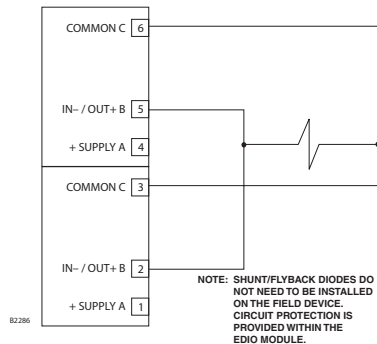 COMMON C 6
IN– / OUT+ B 5
+ SUPPLY A 4
COMMON C 3
IN– / OUT+ B 2
+ SUPPLY A 1
NOTE: SHUNT/FLYBACK DIODES DO
NOT NEED TO BE INSTALLED
ON THE FIELD DEVICE.
CIRCUIT PROTECTION IS
PROVIDED WITHIN THE
EDIO MODULE.
B2286